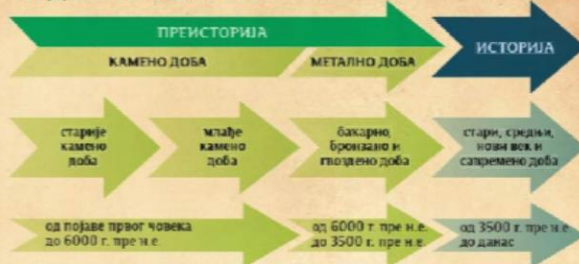 ПРЕИСТОРИЈА
ИСТОРИЈА
КАМЕНО ДОБА
МЕТАЛНО ДОБА
старије
камено
доба
млађе
камено
доба
бакарно,
бронзано и
гвоздено доба
стари, средњи,
нови век и
савремено доба
од појаве првог човека
до 6000 г. пре н.е.
од 6000 г. пре н.е.
до 3500 г. пре н.е.
од 3500 г. пре н.е.
до данас